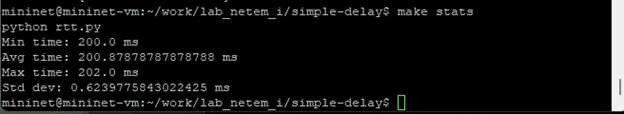 mininet@mininet-vm:~/work/lab_netem_i/simple-delay$ make stats
python rtt.py
Min time: 200.0 ms
Avg time: 200.87878787878788 ms
Max time: 202.0 ms
Std dev: 0.6239775843022425 ms
mininet@mininet-vm:~/work/lab_netem_i/simple-delay$